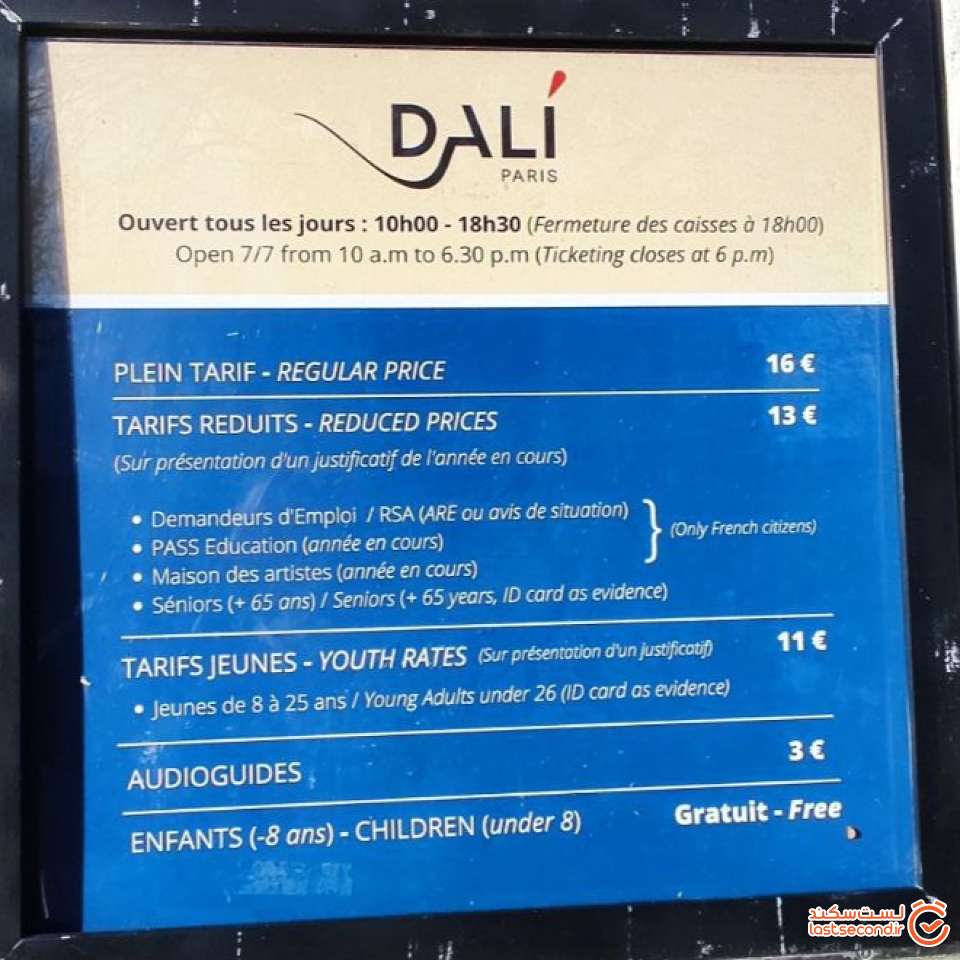 DALÍ
PARIS
Ouvert tous les jours : 10h00 - 18h30 (Fermeture des caisses à 18h00)
Open 7/7 from 10 a.m to 6.30 p.m (Ticketing closes at 6 p.m)
PLEIN TARIF - REGULAR PRICE 16 €
TARIFS REDUITS - REDUCED PRICES 13 €
(Sur présentation d'un justificatif de l'année en cours)
• Demandeurs d'Emploi / RSA (ARE ou avis de situation)
• PASS Education (année en cours)
(Only French citizens)
• Maison des artistes (année en cours)
• Séniors (+ 65 ans) / Seniors (+ 65 years, ID card as evidence)
TARIFS JEUNES - YOUTH RATES (Sur présentation d'un justificatif) 11 €
• Jeunes de 8 à 25 ans / Young Adults under 26 (ID card as evidence)
AUDIOGUIDES 3 €
ENFANTS (-8 ans) - CHILDREN (under 8) Gratuit - Free
لست‌سکند
lastsecond.ir